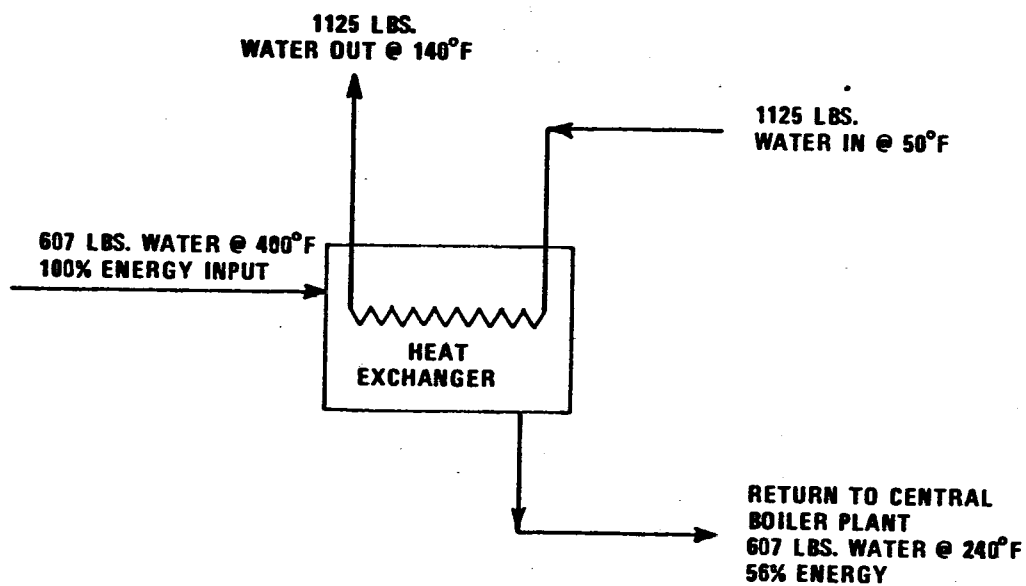 1125 LBS.
WATER OUT @ 140°F
1125 LBS.
WATER IN @ 50°F
607 LBS. WATER @ 400°F
100% ENERGY INPUT
HEAT
EXCHANGER
RETURN TO CENTRAL
BOILER PLANT
607 LBS. WATER @ 240°F
56% ENERGY